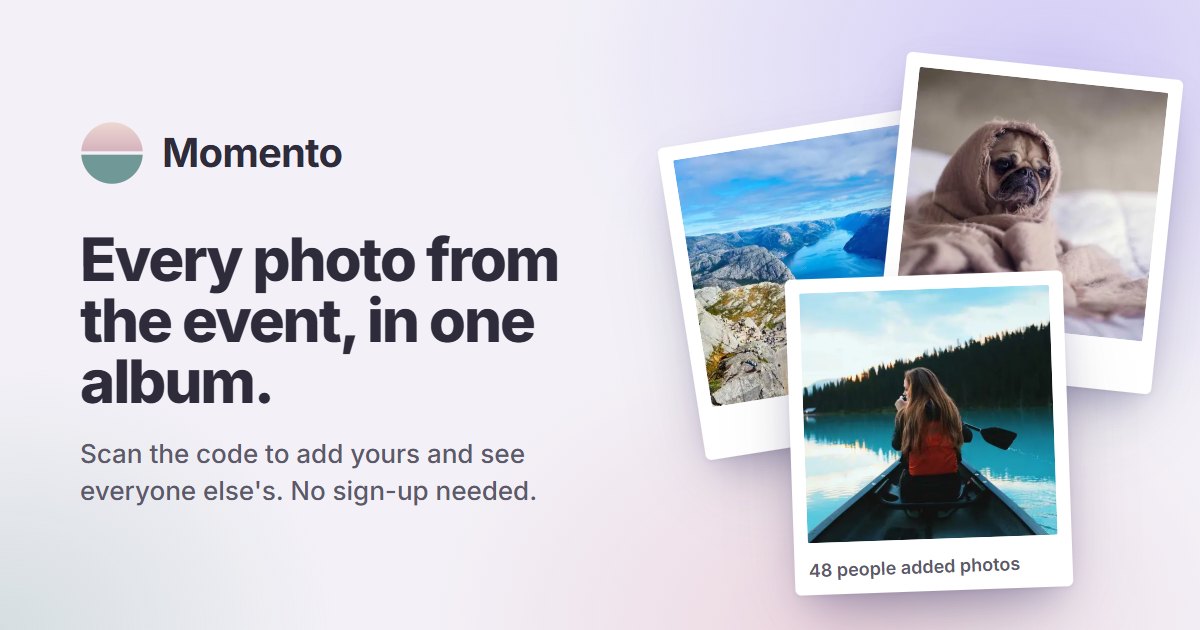 Momento
Every photo from
the event, in one
album.
Scan the code to add yours and see
everyone else's. No sign-up needed.
48 people added photos